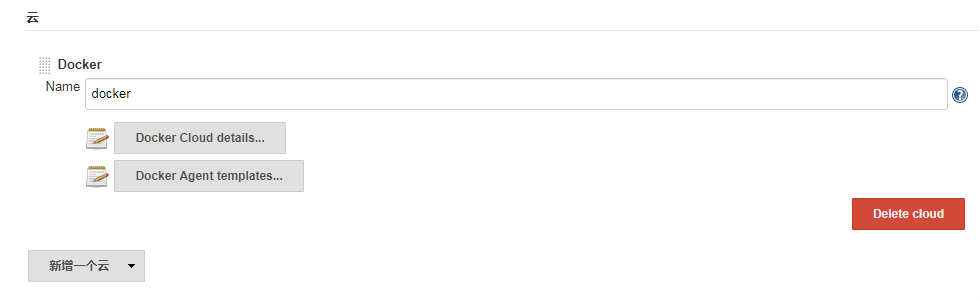 云
Docker
Name docker
Docker Cloud details...
Docker Agent templates...
Delete cloud
新增一个云